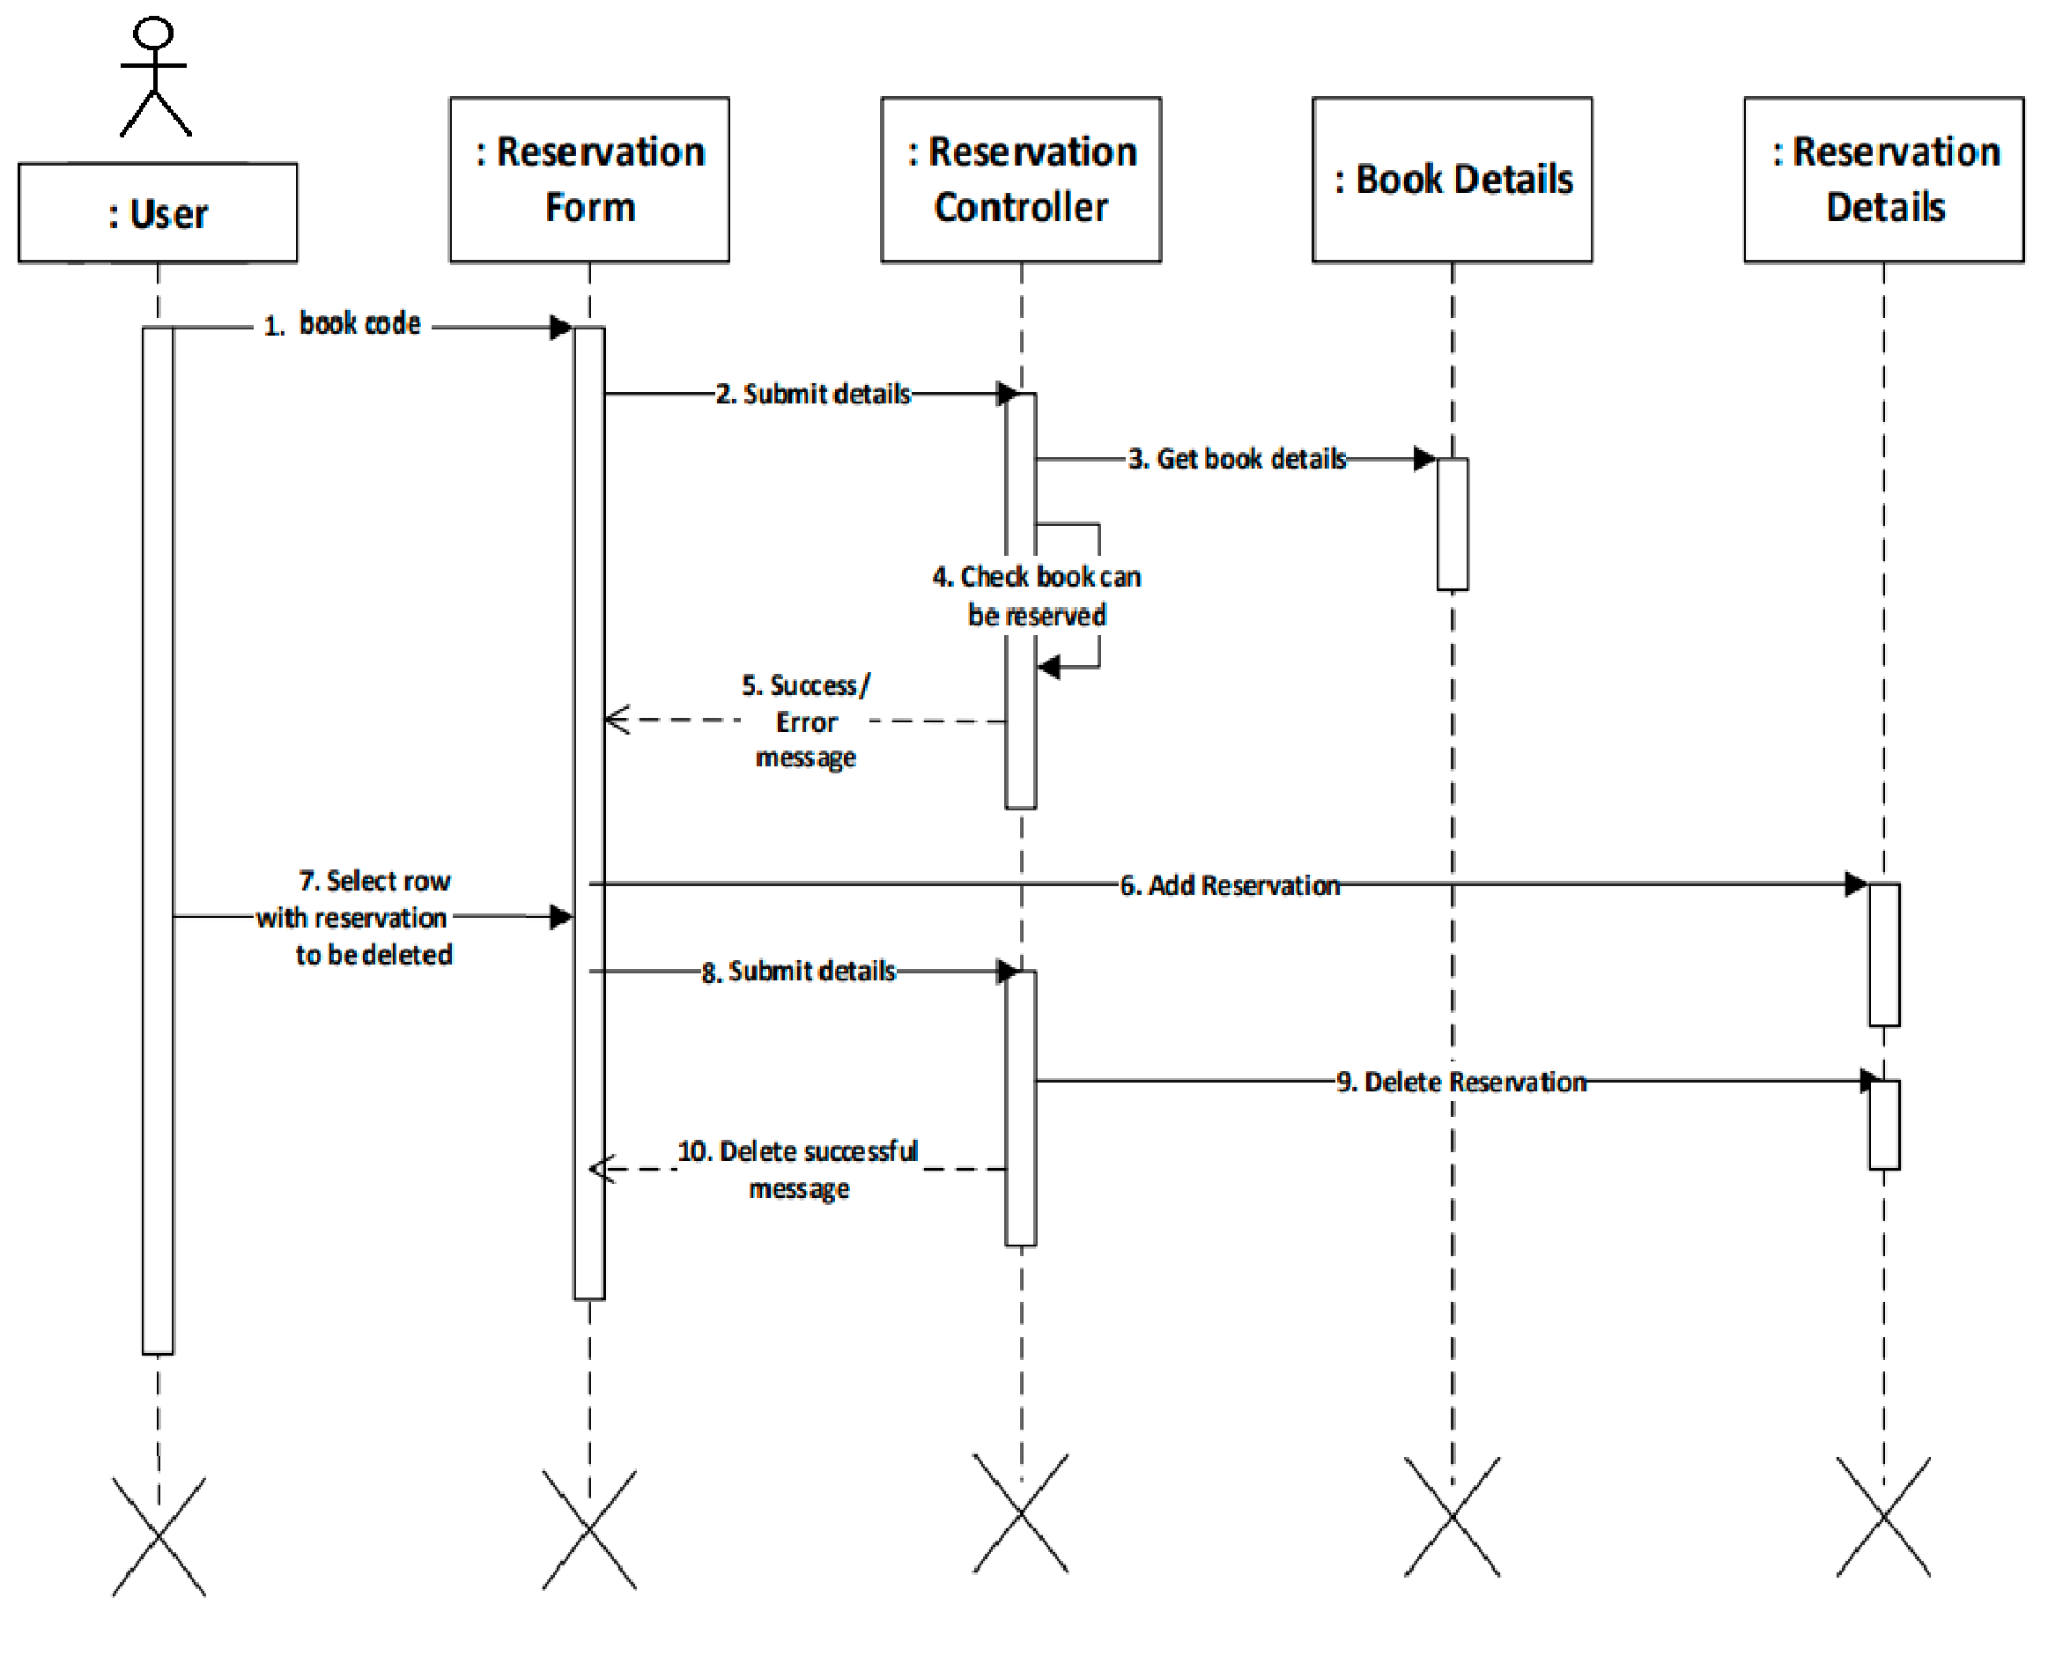 : User
: Reservation
Form
: Reservation
Controller
: Book Details
: Reservation
Details
1. book code
2. Submit details
3. Get book details
4. Check book can
be reserved
5. Success/
Error
message
6. Add Reservation
7. Select row
with reservation
to be deleted
8. Submit details
9. Delete Reservation
10. Delete successful
message